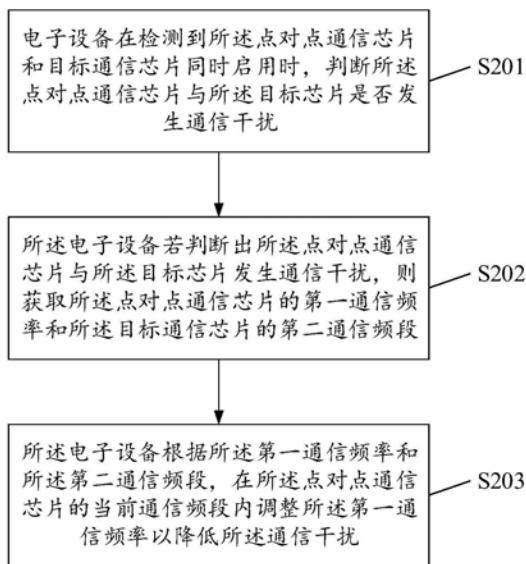 电子设备在检测到所述点对点通信芯片
和目标通信芯片同时启用时，判断所述
点对点通信芯片与所述目标芯片是否发
生通信干扰
S201
所述电子设备若判断出所述点对点通信
芯片与所述目标芯片发生通信干扰，则
获取所述点对点通信芯片的第一通信频
率和所述目标通信芯片的第二通信频段
S202
所述电子设备根据所述第一通信频率和
所述第二通信频段，在所述点对点通信
芯片的当前通信频段内调整所述第一通
信频率以降低所述通信干扰
S203